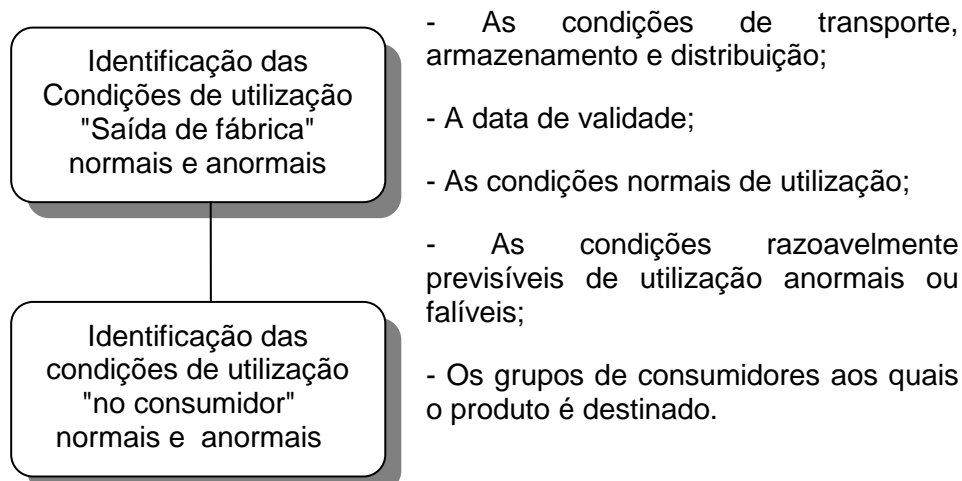 Identificação das
Condições de utilização
"Saída de fábrica"
normais e anormais
Identificação das
condições de utilização
"no consumidor"
normais e anormais
- As condições de transporte,
armazenamento e distribuição;
- A data de validade;
- As condições normais de utilização;
- As condições razoavelmente
previsíveis de utilização anormais ou
falíveis;
- Os grupos de consumidores aos quais
o produto é destinado.